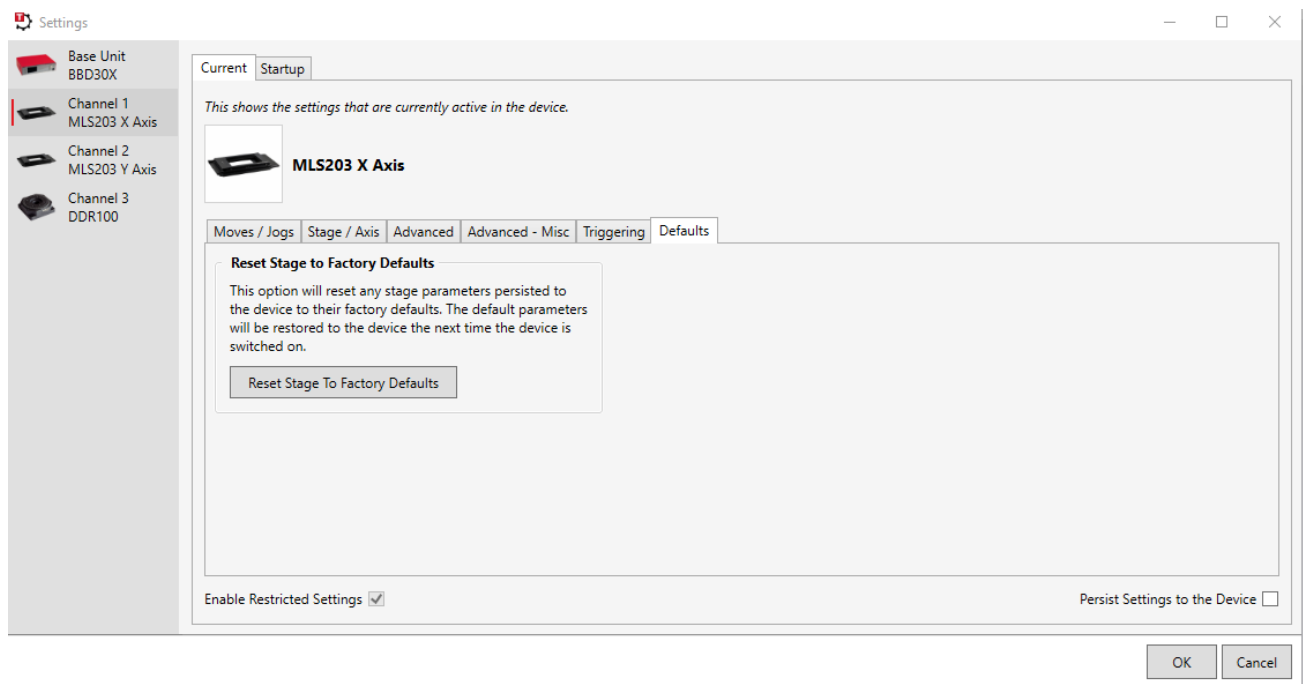 Settings
Base Unit
BBD30X
Channel 1
MLS203 X Axis
Channel 2
MLS203 Y Axis
Channel 3
DDR100
Current Startup
This shows the settings that are currently active in the device.
MLS203 X Axis
Moves / Jogs Stage / Axis Advanced Advanced - Misc Triggering Defaults
Reset Stage to Factory Defaults
This option will reset any stage parameters persisted to
the device to their factory defaults. The default parameters
will be restored to the device the next time the device is
switched on.
Reset Stage To Factory Defaults
Enable Restricted Settings Persist Settings to the Device
OK Cancel